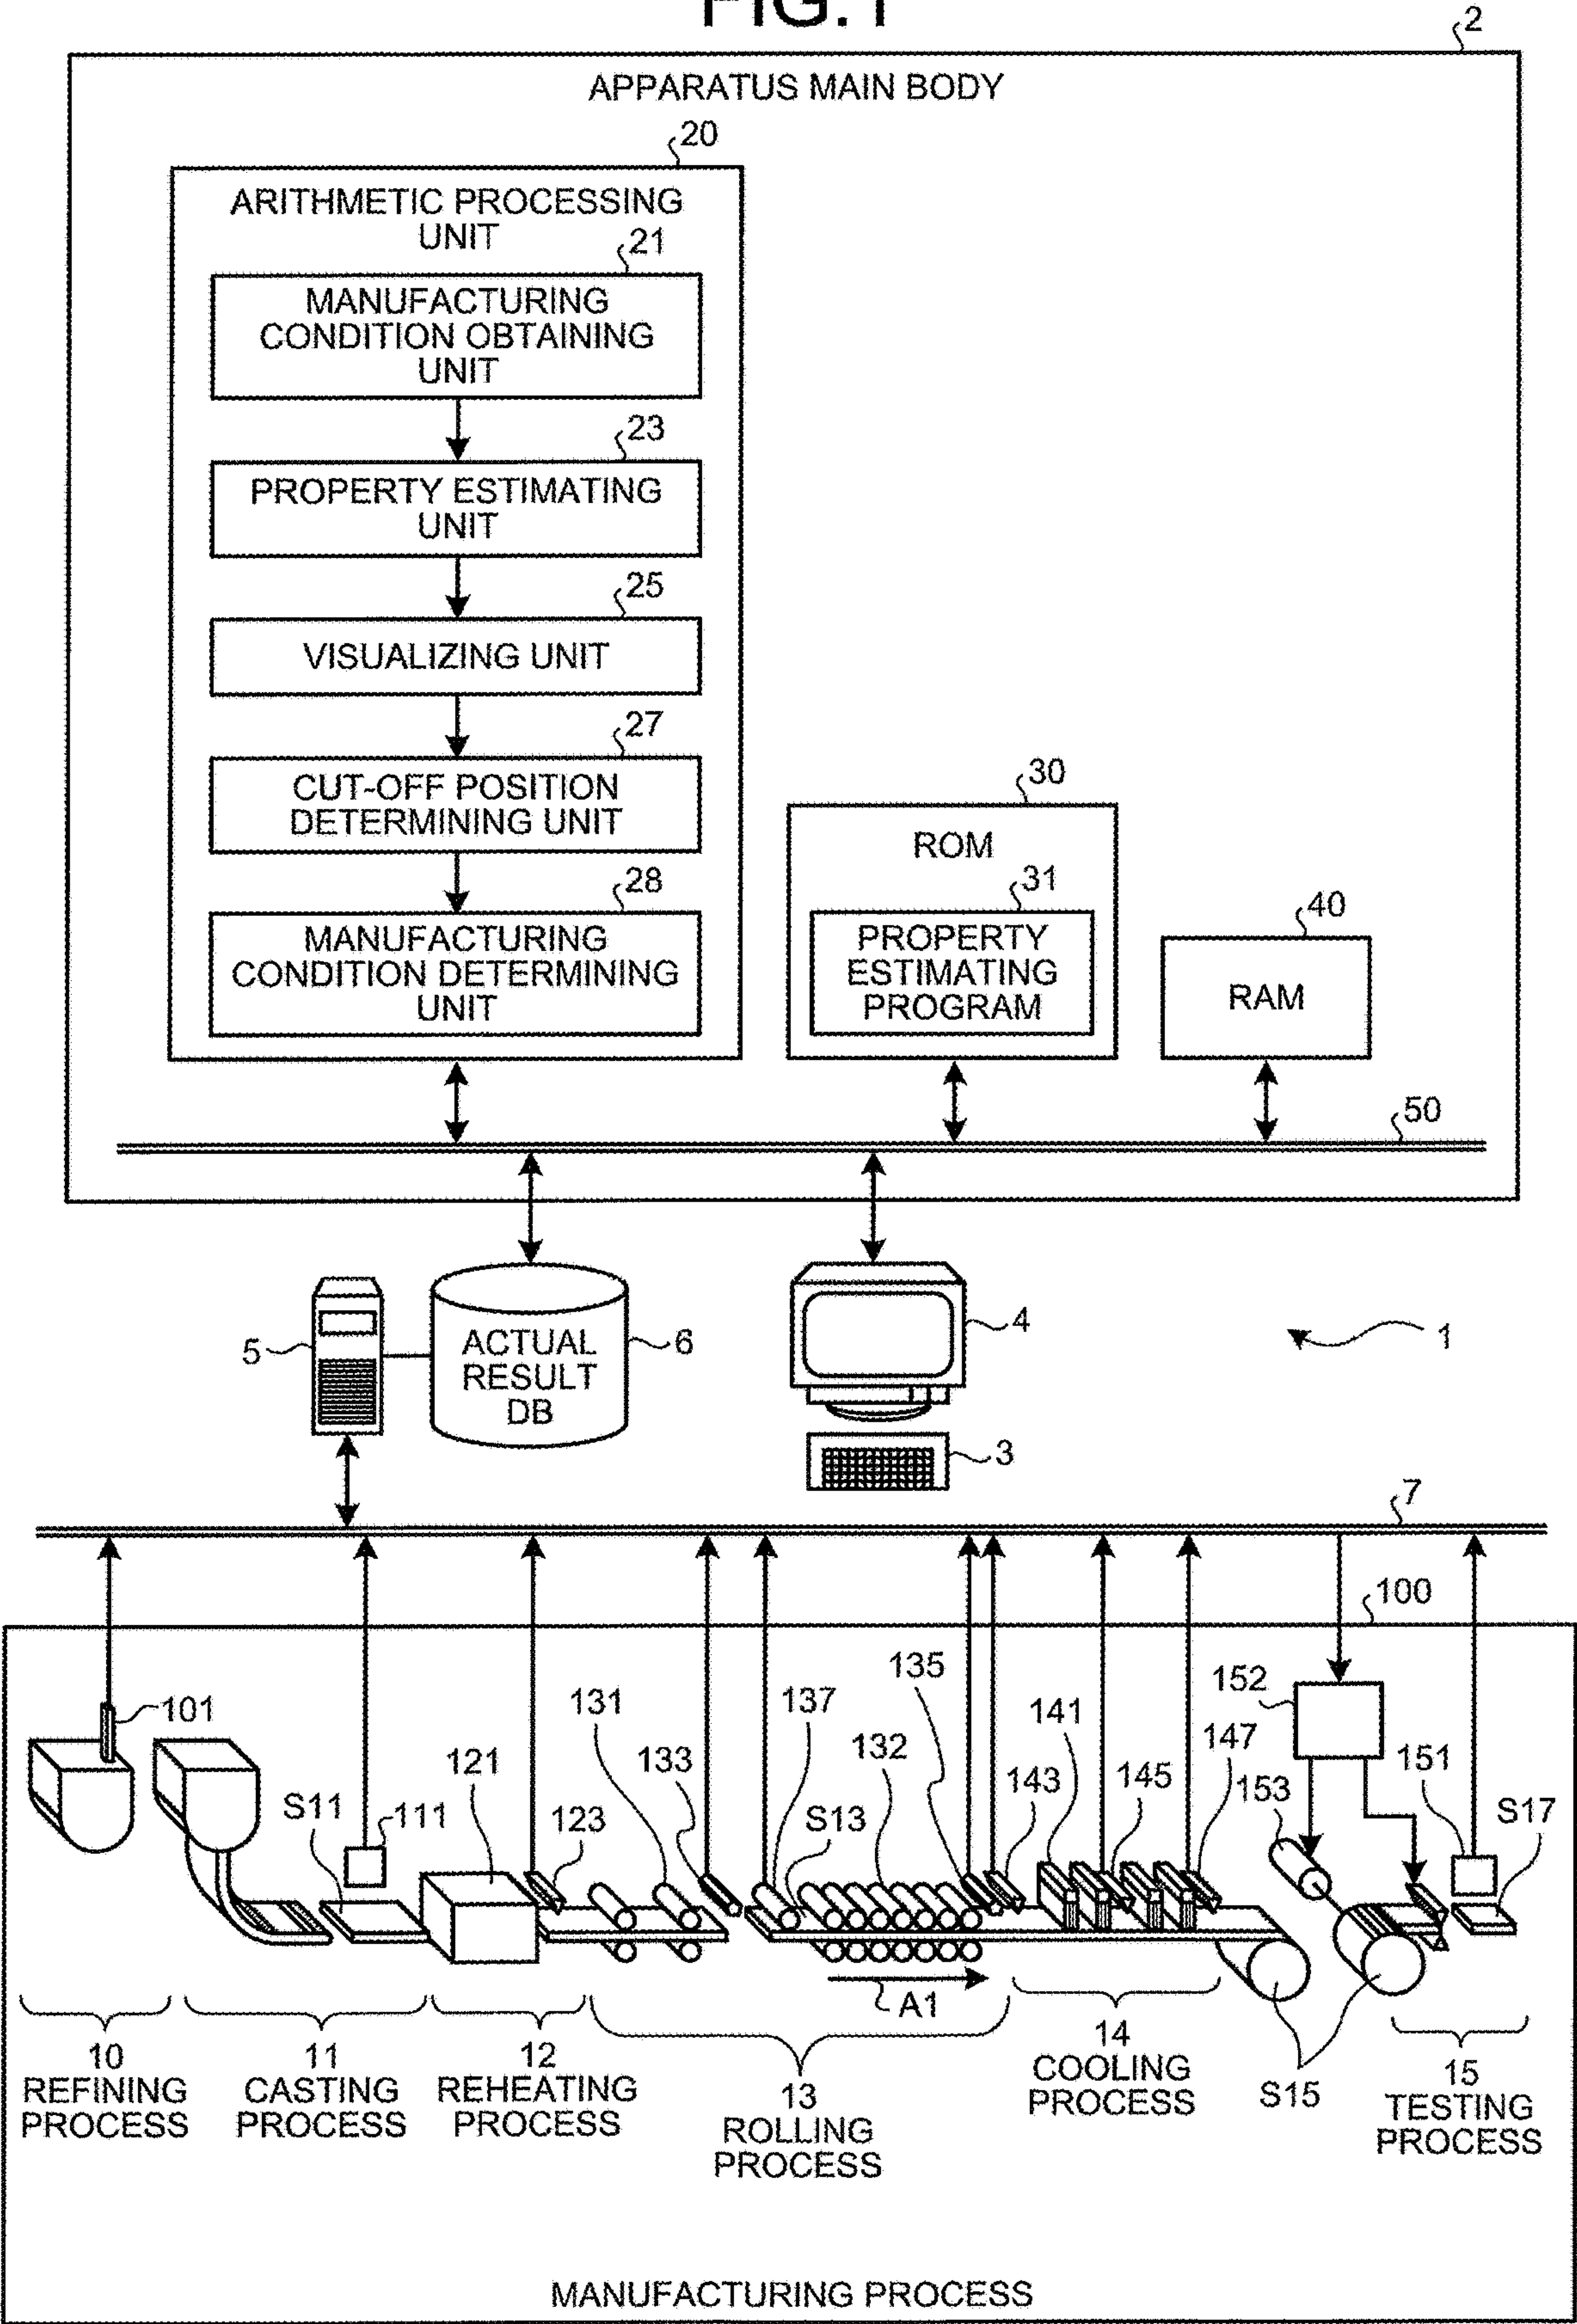 FIG.1
2
APPARATUS MAIN BODY
20
ARITHMETIC PROCESSING
UNIT
21
MANUFACTURING
CONDITION OBTAINING
UNIT
23
PROPERTY ESTIMATING
UNIT
25
VISUALIZING UNIT
27
CUT-OFF POSITION
DETERMINING UNIT
28
MANUFACTURING
CONDITION DETERMINING
UNIT
30
ROM
31
PROPERTY
ESTIMATING
PROGRAM
40
RAM
50
5
ACTUAL
RESULT
DB
6
4
3
1
7
100
101
S11
111
121
123
131
133
137
S13
132
135
143
141
145
147
152
153
151
S17
A1
S15
10
REFINING
PROCESS
11
CASTING
PROCESS
12
REHEATING
PROCESS
13
ROLLING
PROCESS
14
COOLING
PROCESS
15
TESTING
PROCESS
MANUFACTURING PROCESS